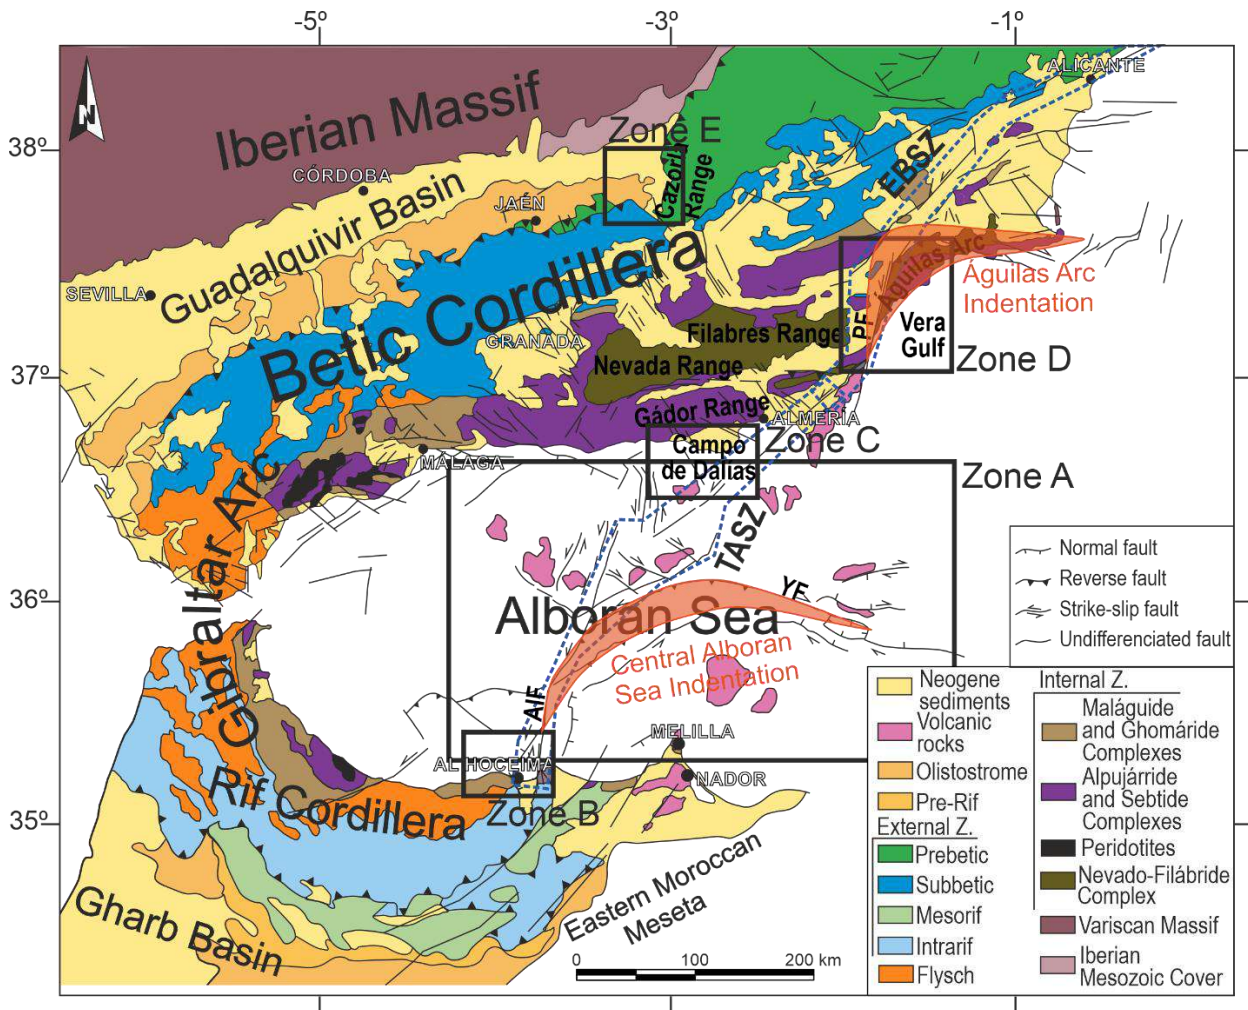 -5º
-3º
-1º
38º
37º
36º
35º
N
Iberian Massif
CÓRDOBA
Guadalquivir Basin
JAÉN
SEVILLA
Zone E
Cazorla
Range
ALICANTE
EBSZ
Betic Cordillera
GRANADA
Filabres Range
Nevada Range
Gádor Range
ALMERÍA
MÁLAGA
PF
Águilas Arc
Águilas Arc
Indentation
Vera
Gulf
Zone D
Zone C
Campo
de Dalías
Zone A
TASZ
YF
Alboran Sea
Central Alboran
Sea Indentation
AIF
Gibraltar Arc
MELILLA
NADOR
AL HOCEIMA
Zone B
Rif Cordillera
Gharb Basin
Eastern Moroccan
Meseta
0 100 200 km
Normal fault
Reverse fault
Strike-slip fault
Undifferenciated fault
Neogene
sediments
Volcanic
rocks
Olistostrome
Pre-Rif
External Z.
Prebetic
Subbetic
Mesorif
Intrarif
Flysch
Internal Z.
Maláguide
and Ghomáride
Complexes
Alpujárride
and Sebtide
Complexes
Peridotites
Nevado-Filábride
Complex
Variscan Massif
Iberian
Mesozoic Cover